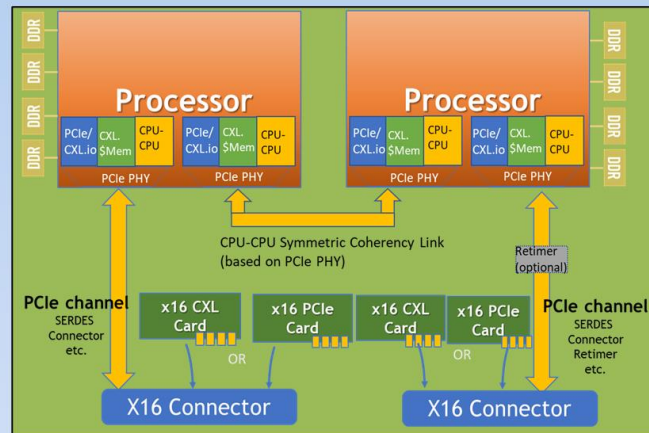 DDR
DDR
DDR
DDR
Processor
PCIe/
CXL.io
CXL.
$Mem
CPU-
CPU
PCIe/
CXL.io
CXL.
$Mem
CPU-
CPU
PCIe PHY
PCIe PHY
Processor
PCIe/
CXL.io
CXL.
$Mem
CPU-
CPU
PCIe/
CXL.io
CXL.
$Mem
CPU-
CPU
PCIe PHY
PCIe PHY
DDR
DDR
DDR
DDR
CPU-CPU Symmetric Coherency Link
(based on PCIe PHY)
Retimer
(optional)
PCIe channel
SERDES
Connector
etc.
x16 CXL
Card
OR
x16 PCIe
Card
x16 CXL
Card
OR
x16 PCIe
Card
PCIe channel
SERDES
Connector
Retimer
etc.
X16 Connector
X16 Connector